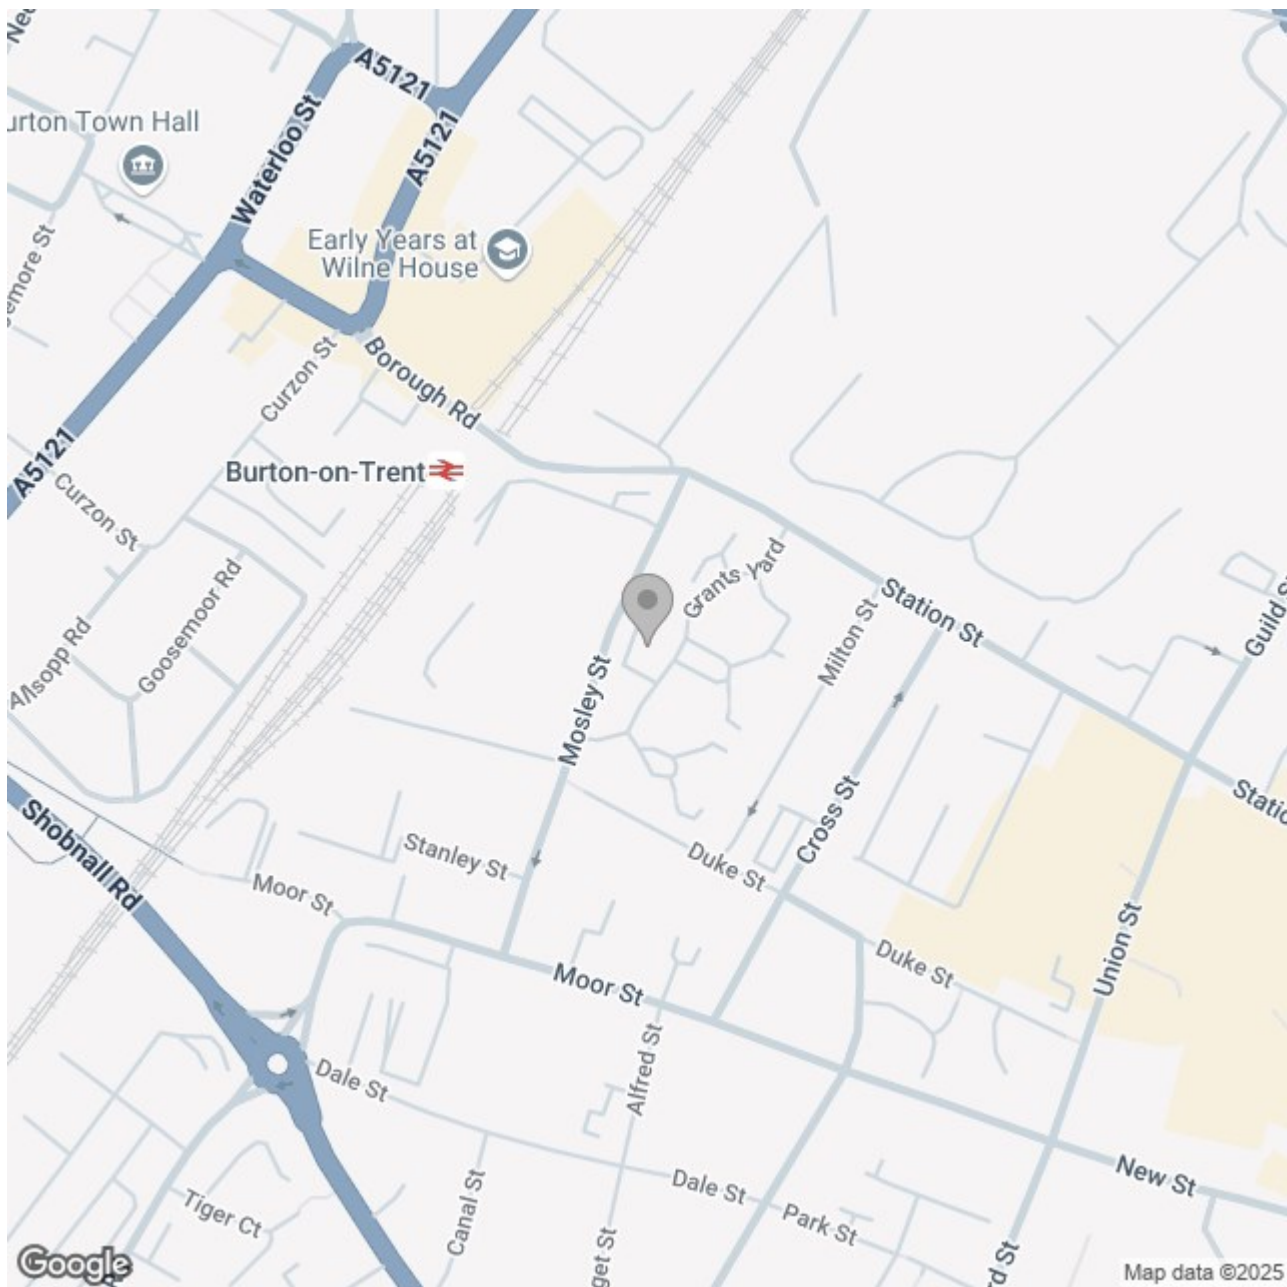 A5121
urton Town Hall
Waterloo St
A5121
Early Years at
Wilne House
Curzon St
Borough Rd
A5121
Burton-on-Trent
Curzon St
Goosemoor Rd
Allsopp Rd
Grants Yard
Station St
Milton St
Guild S
Mosley St
Shobnall Rd
Cross St
Statio
Stanley St
Duke St
Moor St
Union St
Duke St
Moor St
Alfred St
Dale St
New St
Dale St
Tiger Ct
Canal St
Park St
get St
rd St
Google
Map data ©2025